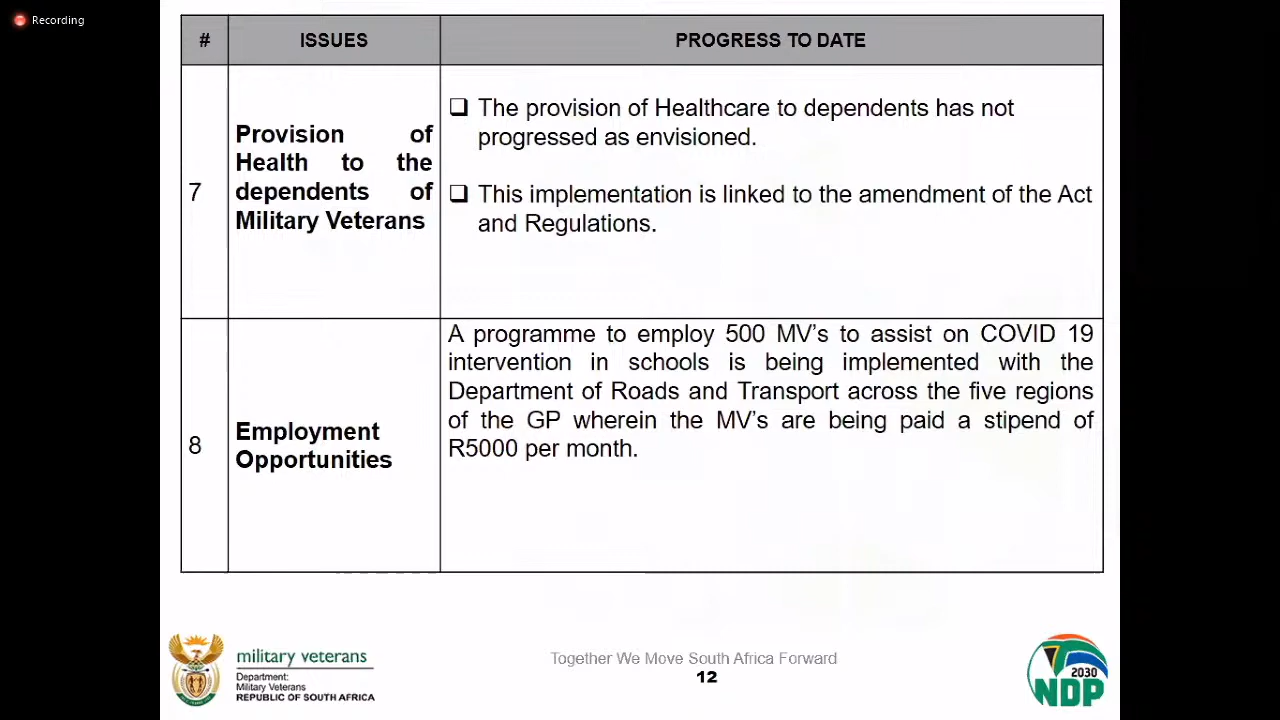 Recording
# ISSUES PROGRESS TO DATE
7
Provision of
Health to the
dependents of
Military Veterans
❑ The provision of Healthcare to dependents has not
progressed as envisioned.
❑ This implementation is linked to the amendment of the Act
and Regulations.
8
Employment
Opportunities
A programme to employ 500 MV's to assist on COVID 19
intervention in schools is being implemented with the
Department of Roads and Transport across the five regions
of the GP wherein the MV's are being paid a stipend of
R5000 per month.
military veterans
Department:
Military Veterans
REPUBLIC OF SOUTH AFRICA
Together We Move South Africa Forward
12
2030
NDP